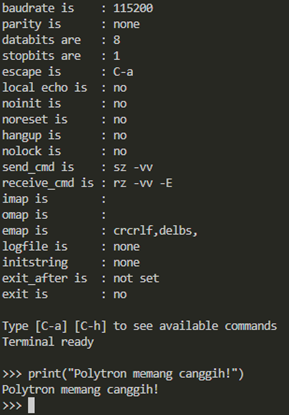 baudrate is    : 115200
parity is      : none
databits are   : 8
stopbits are   : 1
escape is      : C-a
local echo is  : no
noinit is      : no
noreset is     : no
hangup is      : no
nolock is      : no
send_cmd is    : sz -vv
receive_cmd is : rz -vv -E
imap is        :
omap is        :
emap is        : crcrlf,delbs,
logfile is     : none
initstring     : none
exit_after is  : not set
exit is        : no
Type [C-a] [C-h] to see available commands
Terminal ready
>>> print("Polytron memang canggih!")
Polytron memang canggih!
>>>